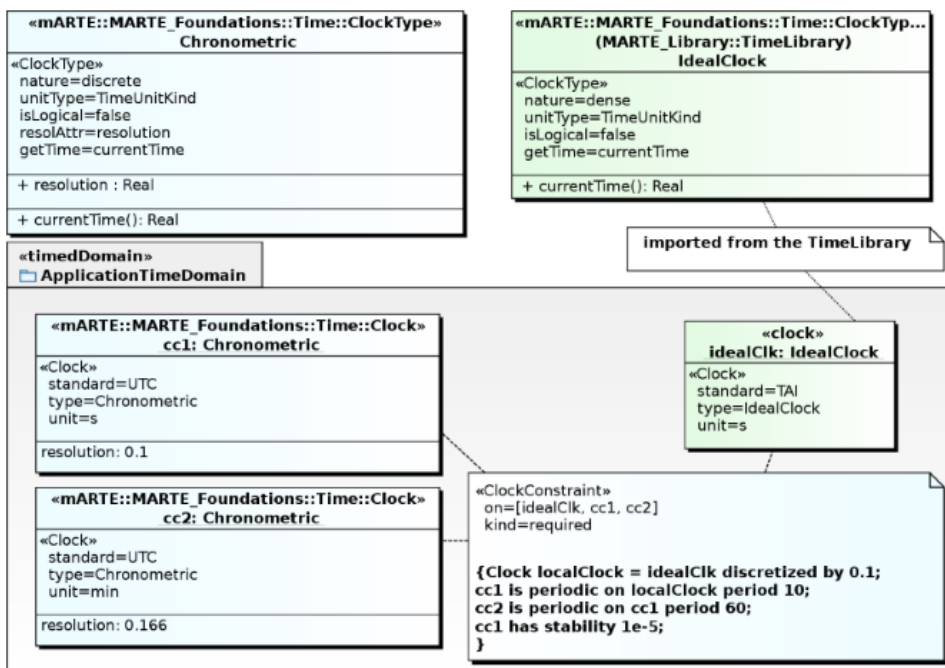 «mARTE::MARTE_Foundations::Time::ClockType»
Chronometric
«ClockType»
nature=discrete
unitType=TimeUnitKind
isLogical=false
resolAttr=resolution
getTime=currentTime
+ resolution : Real
+ currentTime(): Real
«mARTE::MARTE_Foundations::Time::ClockTyp...
(MARTE_Library::TimeLibrary)
IdealClock
«ClockType»
nature=dense
unitType=TimeUnitKind
isLogical=false
getTime=currentTime
+ currentTime(): Real
imported from the TimeLibrary
«timedDomain»
ApplicationTimeDomain
«mARTE::MARTE_Foundations::Time::Clock»
cc1: Chronometric
«Clock»
standard=UTC
type=Chronometric
unit=s
resolution: 0.1
«clock»
idealClk: IdealClock
«Clock»
standard=TAI
type=IdealClock
unit=s
«mARTE::MARTE_Foundations::Time::Clock»
cc2: Chronometric
«Clock»
standard=UTC
type=Chronometric
unit=min
resolution: 0.166
«ClockConstraint»
on=[idealClk, cc1, cc2]
kind=required
{Clock localClock = idealClk discretized by 0.1;
cc1 is periodic on localClock period 10;
cc2 is periodic on cc1 period 60;
cc1 has stability 1e-5;
}